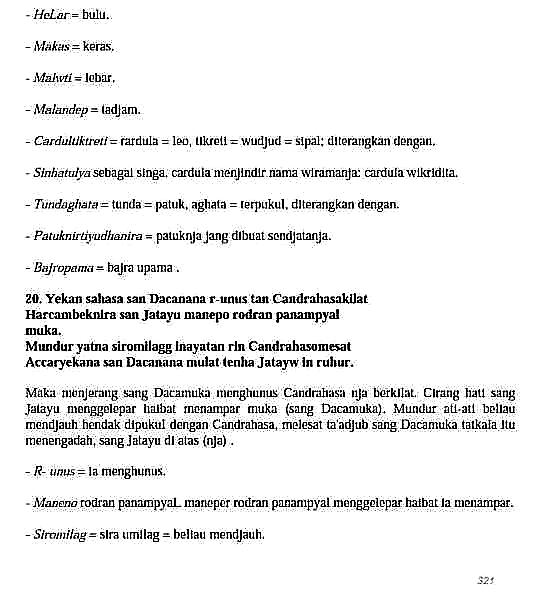 - HeLar = bulu.
- Makas = keras,
- Malwti = lebar,
- Malandep = tadjam.
- Cardultiktreti = rardula = leo, tikreti = wudjud = sipal; diterangkan dengan.
- Sinhatulya sebagai singa, cardula menjindir nama wiramanja: cardula wikridita.
- Tundaghata = tunda = patuk, aghata = terpukul, diterangkan dengan.
- Patuknirtiyudhanira = patuknja jang dibuat sendjatanja.
- Bajropama = bajra upama .
20. Yekan sahasa san Dacanana r-unus tan Candrahasakilat
Harcambeknira san Jatayu manepo rodran panampyal
muka.
Mundur yatna siromilagg inayatan rin Candrahasomesat
Accaryekana san Dacanana mulat tenha Jatayw in ruhur.
Maka menjerang sang Dacamuka menghunus Candrahasa nja berkilat. Cirang hati sang
Jatayu menggelepar haibat menampar muka (sang Dacamuka). Mundur ati-ati beliau
mendjauh hendak dipukul dengan Candrahasa, melesat ta'adjub sang Dacamuka tatkala itu
menengadah, sang Jatayu di atas (nja) .
- R- unus = ia menghunus.
- Maneno rodran panampyaL maneper rodran panampyal menggelepar haibat ia menampar.
- Siromilag = sira umilag = beliau mendjauh.
321